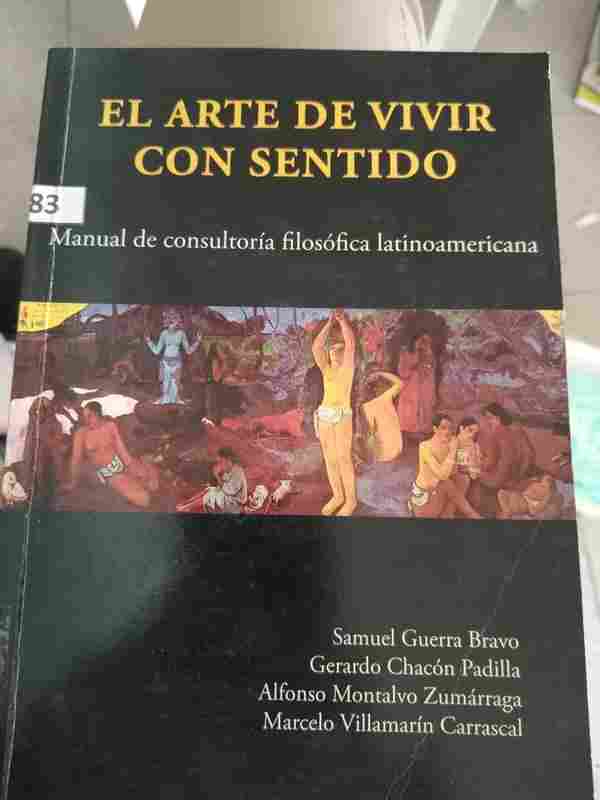 EL ARTE DE VIVIR
CON SENTIDO
83
Manual de consultoría filosófica latinoamericana
Samuel Guerra Bravo
Gerardo Chacón Padilla
Alfonso Montalvo Zumárraga
Marcelo Villamarín Carrascal